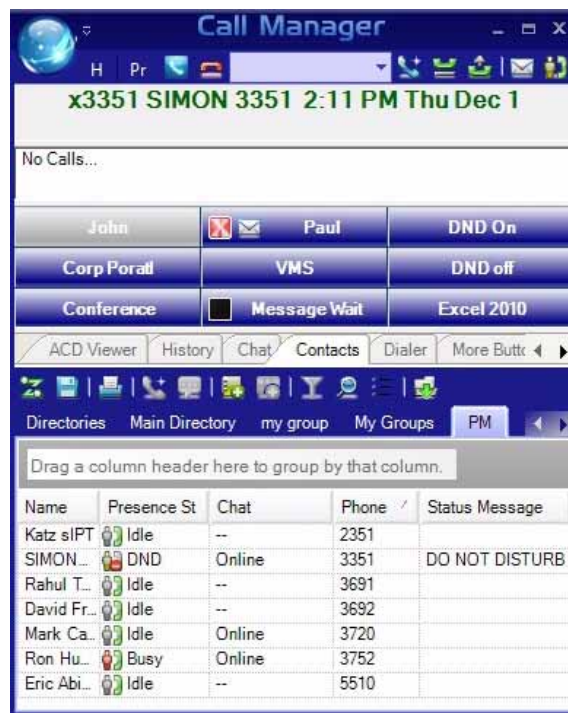 Call Manager
H Pr
x3351 SIMON 3351 2:11 PM Thu Dec 1
No Calls...
John Paul DND On
Corp Poratl VMS DND off
Conference Message Wait Excel 2010
ACD Viewer History Chat Contacts Dialer More Buttc
Directories Main Directory my group My Groups PM
Drag a column header here to group by that column.
Name Presence St Chat Phone Status Message
Katz sIPT Idle -- 2351
SIMON... DND Online 3351 DO NOT DISTURB
Rahul T... Idle -- 3691
David Fr... Idle -- 3692
Mark Ca... Idle Online 3720
Ron Hu... Busy Online 3752
Eric Abi... Idle -- 5510